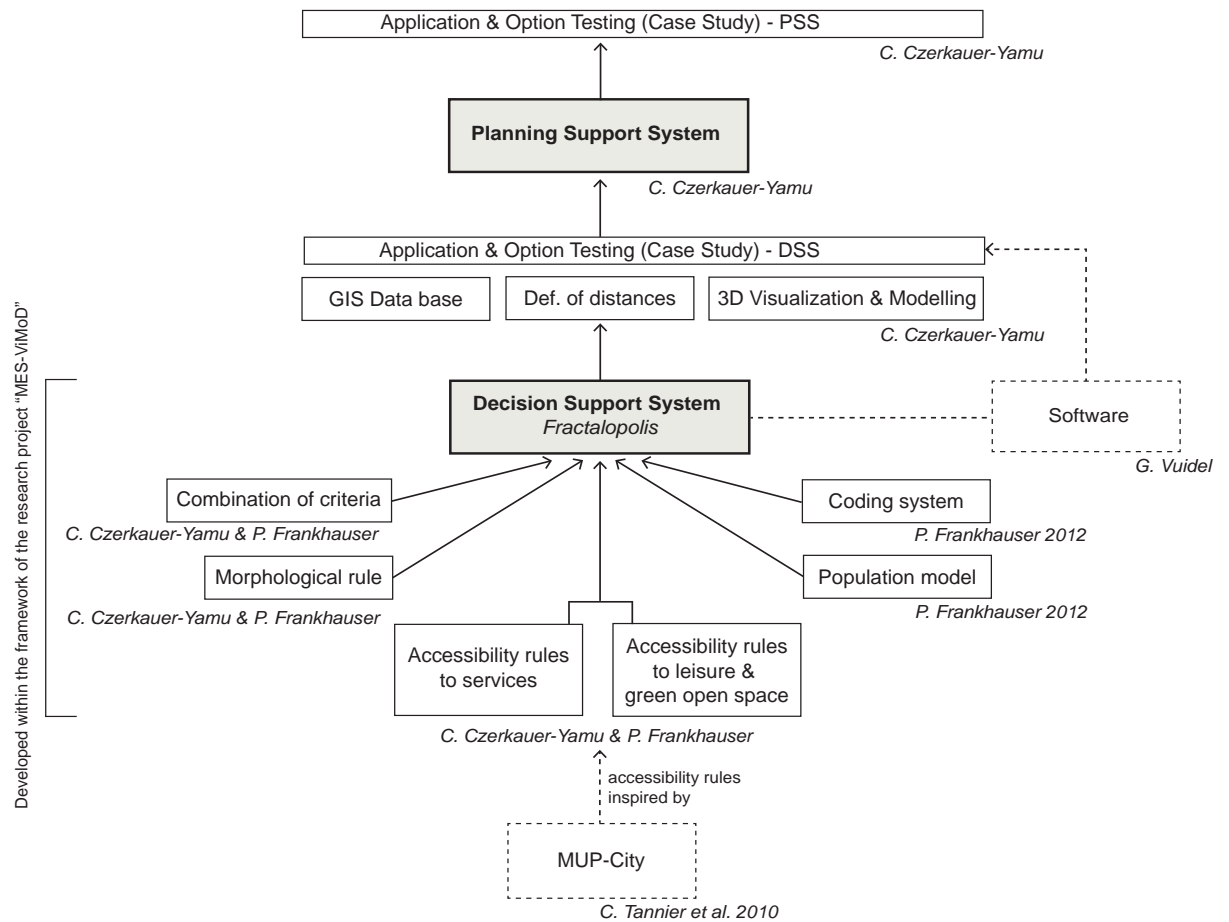 Application & Option Testing (Case Study) - PSS
C. Czerkauer-Yamu
Planning Support System
C. Czerkauer-Yamu
Application & Option Testing (Case Study) - DSS
GIS Data base
Def. of distances
3D Visualization & Modelling
C. Czerkauer-Yamu
Developed within the framework of the research project “MES-ViMoD”
Decision Support System
Fractalopolis
Software
G. Vuidel
Combination of criteria
C. Czerkauer-Yamu & P. Frankhauser
Coding system
P. Frankhauser 2012
Morphological rule
C. Czerkauer-Yamu & P. Frankhauser
Population model
P. Frankhauser 2012
Accessibility rules
to services
Accessibility rules
to leisure &
green open space
C. Czerkauer-Yamu & P. Frankhauser
accessibility rules
inspired by
MUP-City
C. Tannier et al. 2010